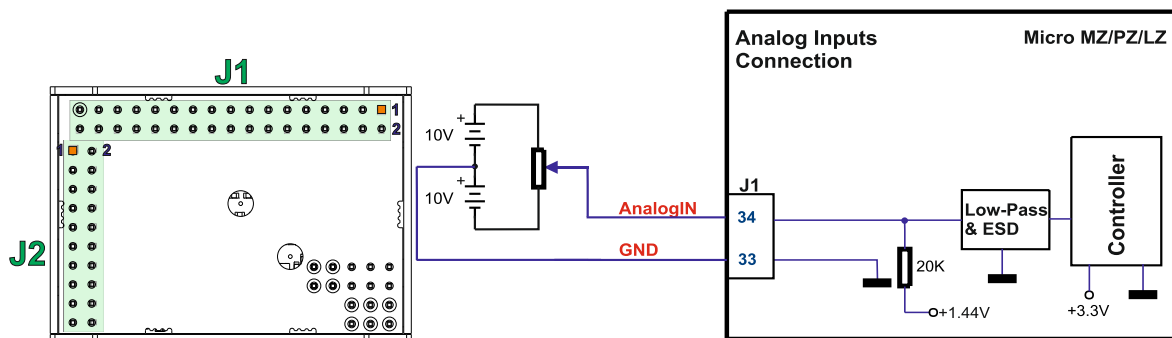 J1
1
2
1 2
J2
10V
10V
+
+
AnalogIN
GND
Analog Inputs
Connection
Micro MZ/PZ/LZ
J1
34
33
20K
+1.44V
Low-Pass
& ESD
Controller
+3.3V